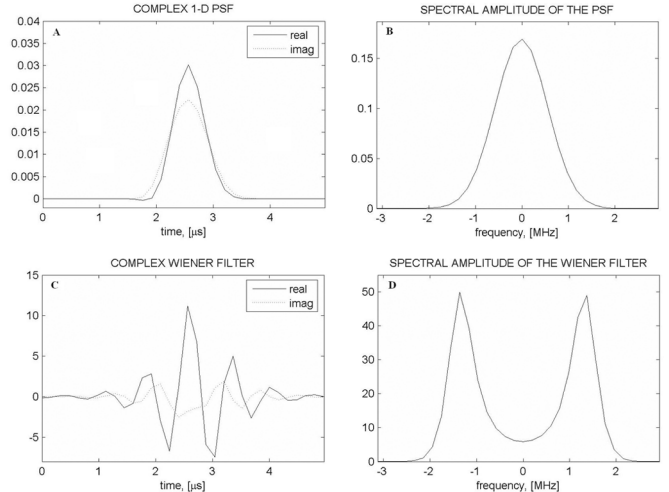 COMPLEX 1-D PSF
A
real
imag
0.04
0.035
0.03
0.025
0.02
0.015
0.01
0.005
0
0 1 2 3 4
time, [μs]
SPECTRAL AMPLITUDE OF THE PSF
B
0.15
0.1
0.05
0
-3 -2 -1 0 1 2 3
frequency, [MHz]
COMPLEX WIENER FILTER
C
real
imag
15
10
5
0
-5
0 1 2 3 4
time, [μs]
SPECTRAL AMPLITUDE OF THE WIENER FILTER
D
50
40
30
20
10
0
-3 -2 -1 0 1 2 3
frequency, [MHz]